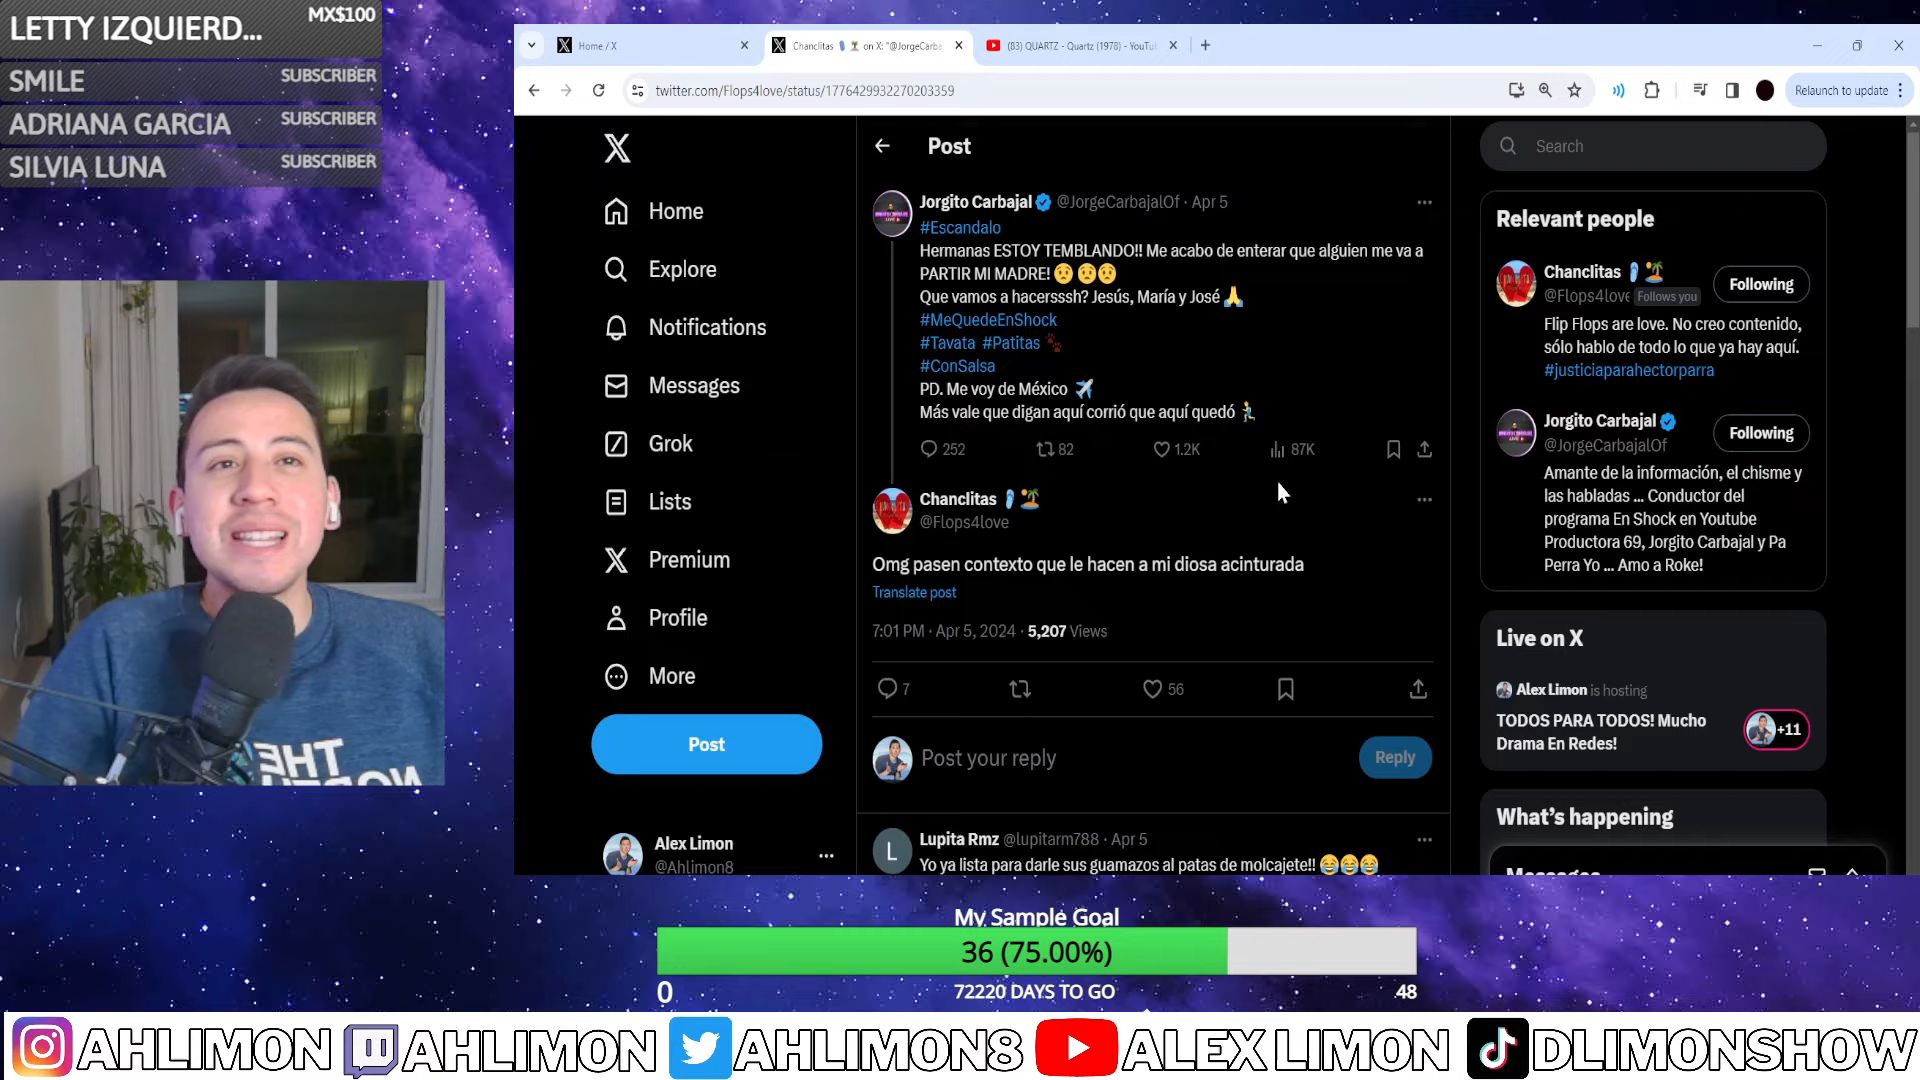 LETTY IZQUIERD...
MX$100
SMILE
SUBSCRIBER
ADRIANA GARCIA
SUBSCRIBER
SILVIA LUNA
SUBSCRIBER
Home / X
Chanclitas 🩴🏝️ on X: "@JorgeCarba
(83) QUARTZ - Quartz (1978) - YouTu
twitter.com/Flops4love/status/1776429932270203359
Relaunch to update
Home
Explore
Notifications
Messages
Grok
Lists
Premium
Profile
More
Post
Alex Limon
@Ahlimon8
Post
Jorgito Carbajal @JorgeCarbajalOf · Apr 5
#Escandalo
Hermanas ESTOY TEMBLANDO!! Me acabo de enterar que alguien me va a
PARTIR MI MADRE! 😟😟😟
Que vamos a hacersssh? Jesús, María y José 🙏
#MeQuedeEnShock
#Tavata #Patitas 🐾
#ConSalsa
PD. Me voy de México ✈️
Más vale que digan aquí corrió que aquí quedó 🏃
252 82 1.2K 87K
Chanclitas 🩴🏝️
@Flops4love
Omg pasen contexto que le hacen a mi diosa acinturada
Translate post
7:01 PM · Apr 5, 2024 · 5,207 Views
7 56
Post your reply
Reply
L
Lupita Rmz @lupitarm788 · Apr 5
Yo ya lista para darle sus guamazos al patas de molcajete!! 😂😂😂
Search
Relevant people
Chanclitas 🩴🏝️
@Flops4love Follows you
Following
Flip Flops are love. No creo contenido,
sólo hablo de todo lo que ya hay aquí.
#justiciaparahectorparra
Jorgito Carbajal
@JorgeCarbajalOf
Following
Amante de la información, el chisme y
las habladas ... Conductor del
programa En Shock en Youtube
Productora 69, Jorgito Carbajal y Pa
Perra Yo ... Amo a Roke!
Live on X
Alex Limon is hosting
TODOS PARA TODOS! Mucho
Drama En Redes!
+11
What's happening
Messages
THE
My Sample Goal
36 (75.00%)
0
72220 DAYS TO GO
48
AHLIMON
AHLIMON
AHLIMON8
ALEX LIMON
DLIMONSHOW